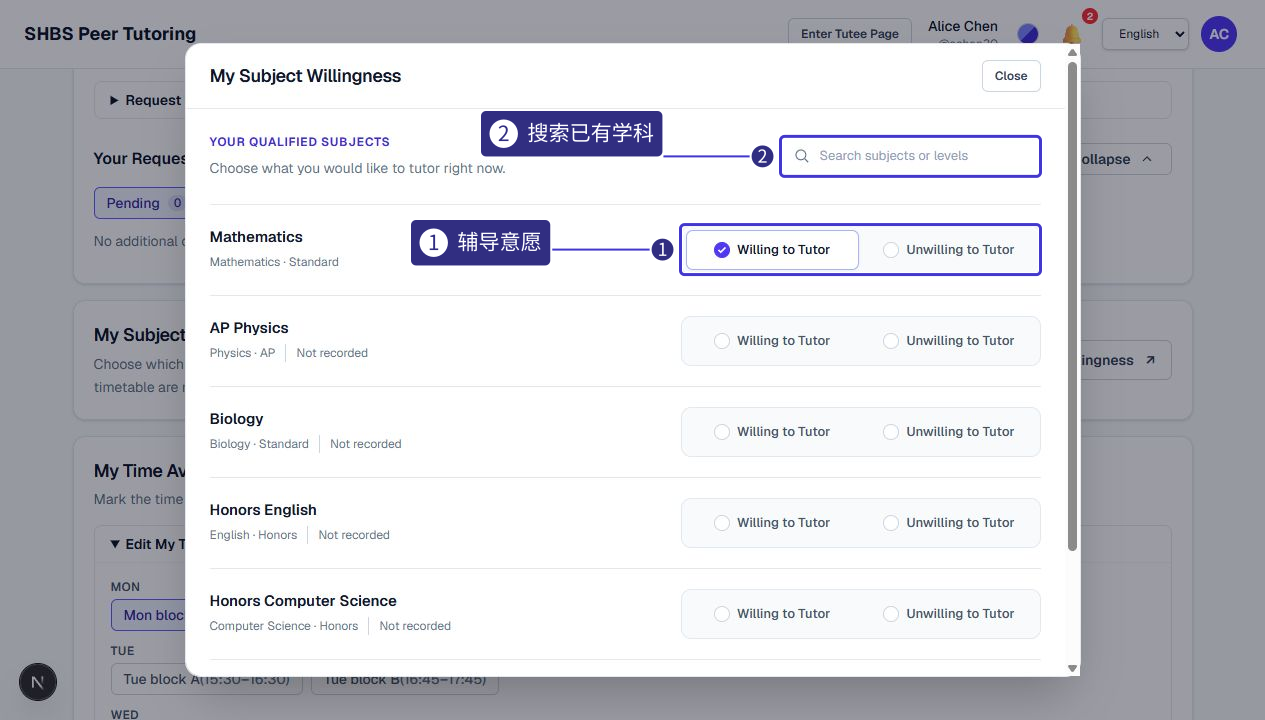 SHBS Peer Tutoring
Enter Tutee Page
Alice Chen
2
English
AC
My Subject Willingness
Close
YOUR QUALIFIED SUBJECTS
Choose what you would like to tutor right now.
2 搜索已有学科
2
Search subjects or levels
Mathematics
Mathematics · Standard
1 辅导意愿
1
Willing to Tutor
Unwilling to Tutor
AP Physics
Physics · AP
Not recorded
Willing to Tutor
Unwilling to Tutor
Biology
Biology · Standard
Not recorded
Willing to Tutor
Unwilling to Tutor
Honors English
English · Honors
Not recorded
Willing to Tutor
Unwilling to Tutor
Honors Computer Science
Computer Science · Honors
Not recorded
Willing to Tutor
Unwilling to Tutor
Request
Your Reques
ollapse
Pending 0
No additional
My Subject
Choose which
timetable are
ingness
My Time Av
Mark the time
Edit My T
MON
Mon bloc
TUE
Tue block A(15:30–16:30)
Tue block B(16:45–17:45)
WED
N